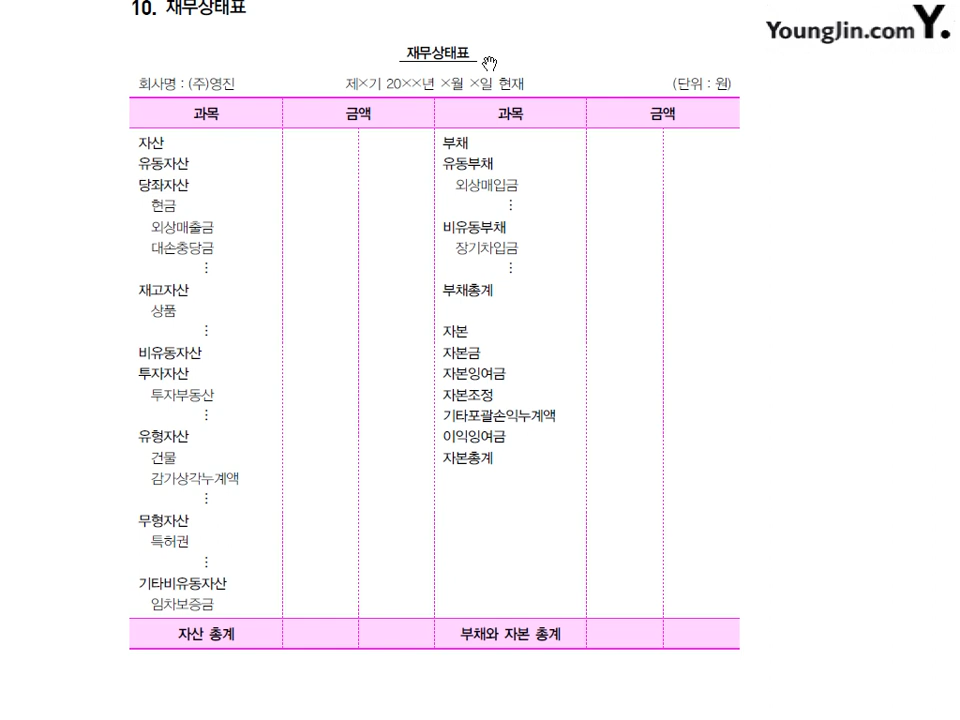 10. 재무상태표
YoungJin.com Y.
재무상태표
회사명 : (주)영진 제×기 20××년 ×월 ×일 현재 (단위 : 원)
과목 금액 과목 금액
자산 부채
유동자산 유동부채
당좌자산 외상매입금
현금 ⋮
외상매출금 비유동부채
대손충당금 장기차입금
⋮ ⋮
재고자산 부채총계
상품
⋮ 자본
비유동자산 자본금
투자자산 자본잉여금
투자부동산 자본조정
⋮ 기타포괄손익누계액
유형자산 이익잉여금
건물 자본총계
감가상각누계액
⋮
무형자산
특허권
⋮
기타비유동자산
임차보증금
자산 총계 부채와 자본 총계